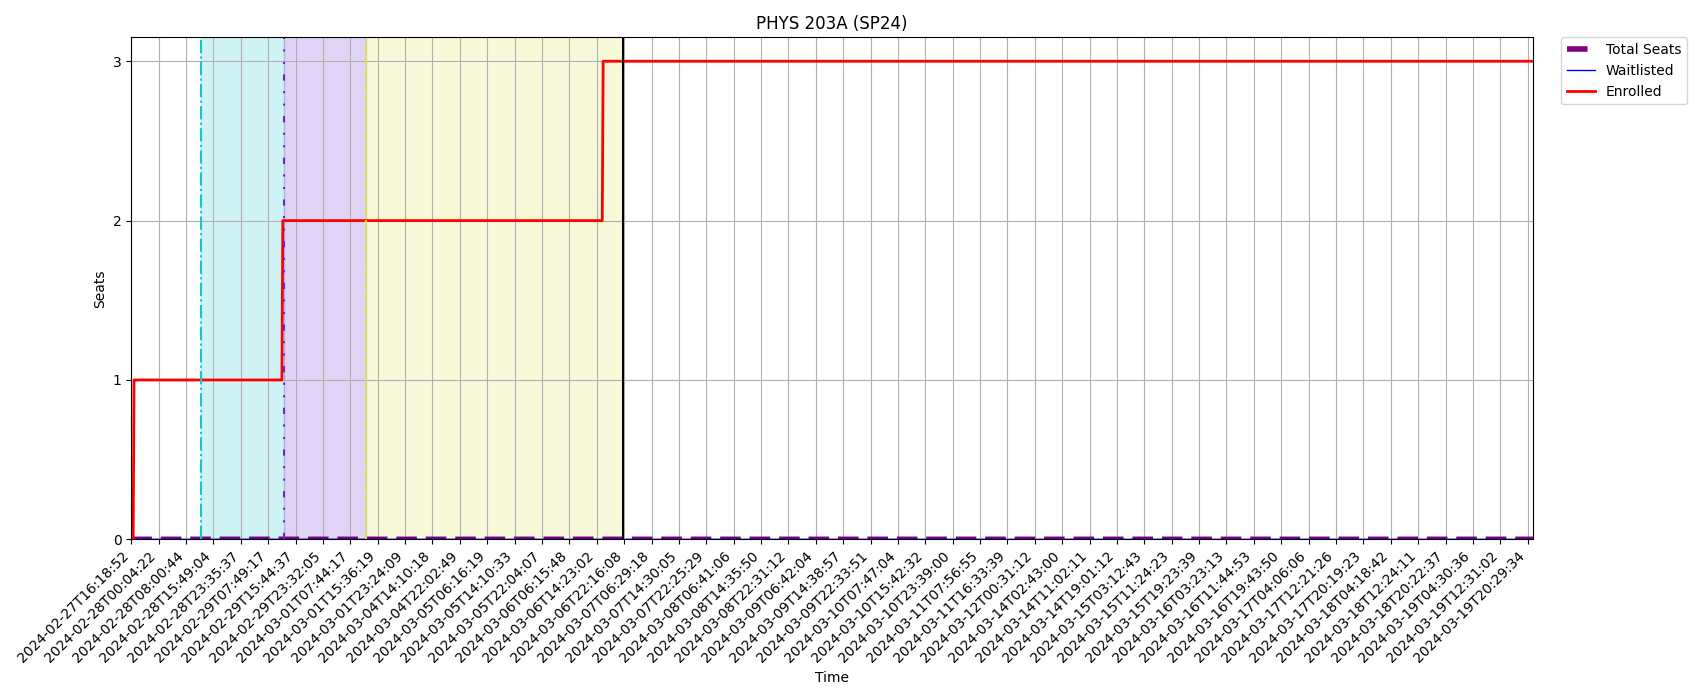 PHYS 203A (SP24)
Total Seats
Waitlisted
Enrolled
Seats
3
2
1
0
2024-02-27T16:18:52
2024-02-28T00:04:22
2024-02-28T08:00:44
2024-02-28T15:49:04
2024-02-28T23:35:37
2024-02-29T07:49:17
2024-02-29T15:44:37
2024-02-29T23:32:05
2024-03-01T07:44:17
2024-03-01T15:36:19
2024-03-01T23:24:09
2024-03-04T14:10:18
2024-03-04T22:02:49
2024-03-05T06:16:19
2024-03-05T14:10:33
2024-03-05T22:04:07
2024-03-06T06:15:48
2024-03-06T14:23:02
2024-03-06T22:16:08
2024-03-07T06:29:18
2024-03-07T14:30:05
2024-03-07T22:25:29
2024-03-08T06:41:06
2024-03-08T14:35:50
2024-03-08T22:31:12
2024-03-09T06:42:04
2024-03-09T14:38:57
2024-03-09T22:33:51
2024-03-10T07:47:04
2024-03-10T15:42:32
2024-03-10T23:39:00
2024-03-11T07:56:55
2024-03-11T16:33:39
2024-03-12T00:31:12
2024-03-14T02:43:00
2024-03-14T11:02:11
2024-03-14T19:01:12
2024-03-15T03:12:43
2024-03-15T11:24:23
2024-03-15T19:23:39
2024-03-16T03:23:13
2024-03-16T11:44:53
2024-03-16T19:43:50
2024-03-17T04:06:06
2024-03-17T12:21:26
2024-03-17T20:19:23
2024-03-18T04:18:42
2024-03-18T12:24:11
2024-03-18T20:22:37
2024-03-19T04:30:36
2024-03-19T12:31:02
2024-03-19T20:29:34
Time